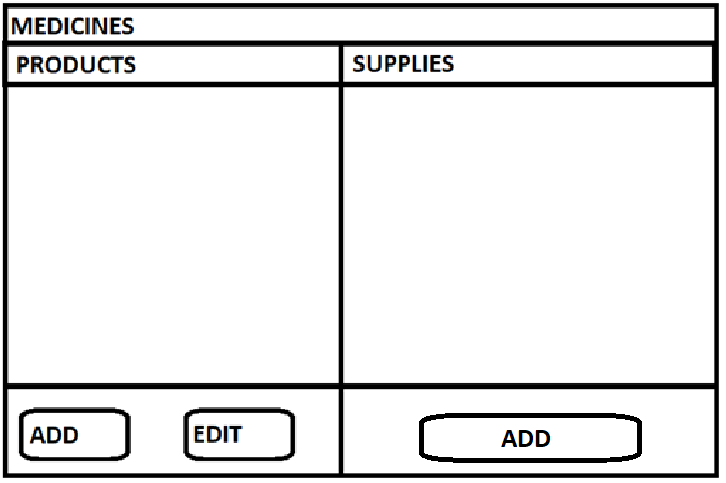 MEDICINES
PRODUCTS
SUPPLIES
ADD
EDIT
ADD